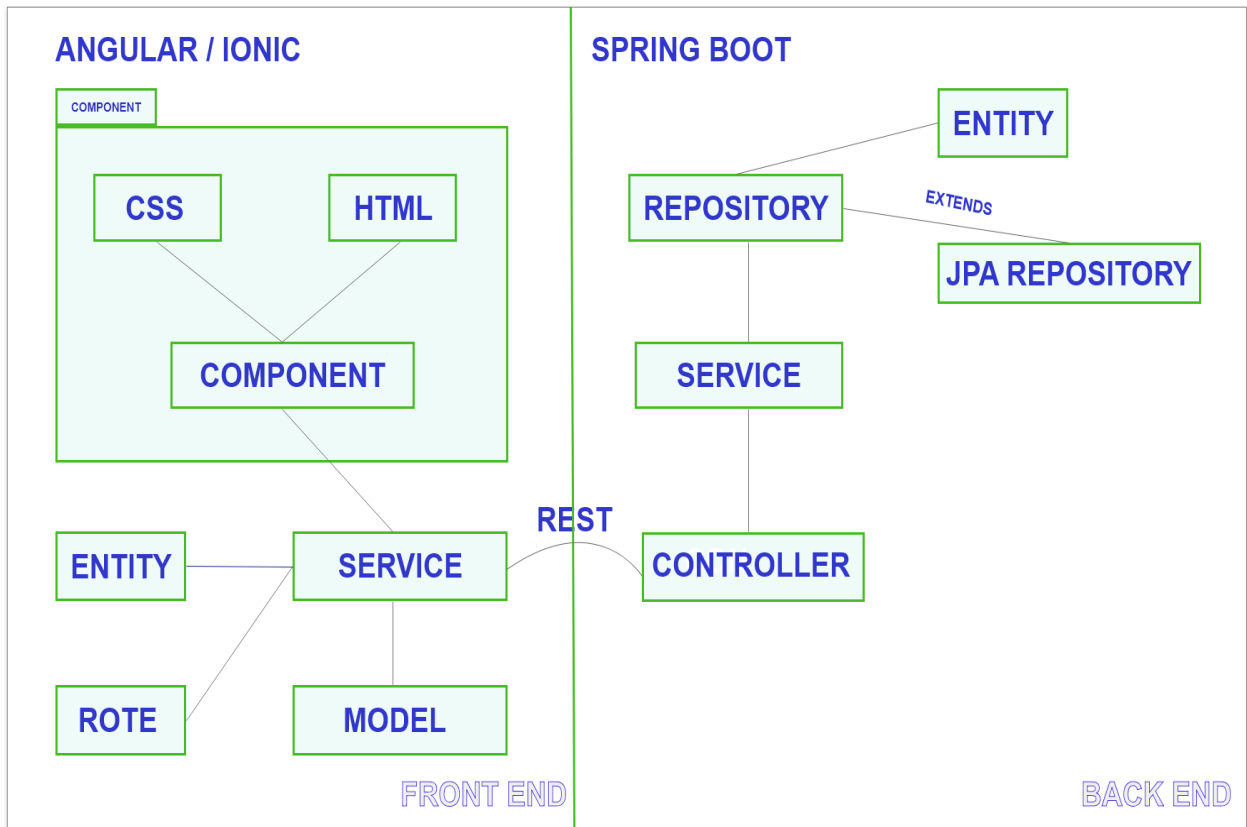 ANGULAR / IONIC
COMPONENT
CSS
HTML
COMPONENT
ENTITY
SERVICE
ROTE
MODEL
FRONT END
REST
SPRING BOOT
ENTITY
REPOSITORY
EXTENDS
JPA REPOSITORY
SERVICE
CONTROLLER
BACK END